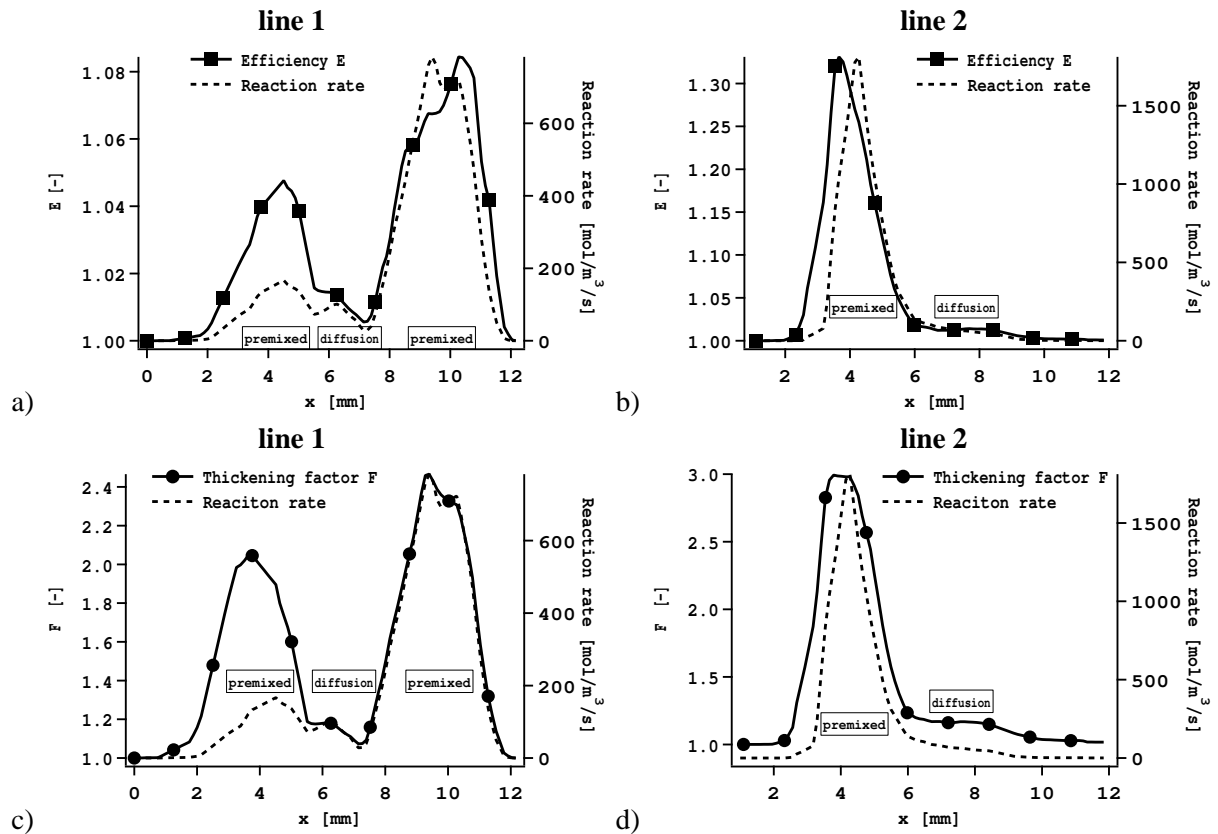 line 1
Efficiency E
Reaction rate
1.08
1.06
1.04
1.02
1.00
E [-]
600
400
200
0
Reaction rate [mol/m³/s]
premixed
diffusion
premixed
0 2 4 6 8 10 12
x [mm]
a)
line 2
Efficiency E
Reaction rate
1.30
1.25
1.20
1.15
1.10
1.05
1.00
E [-]
1500
1000
500
0
Reaction rate [mol/m³/s]
premixed
diffusion
2 4 6 8 10 12
x [mm]
b)
line 1
Thickening factor F
Reaciton rate
2.4
2.2
2.0
1.8
1.6
1.4
1.2
1.0
F [-]
600
400
200
0
Reaction rate [mol/m³/s]
premixed
diffusion
premixed
0 2 4 6 8 10 12
x [mm]
c)
line 2
Thickening factor F
Reaciton rate
3.0
2.5
2.0
1.5
1.0
F [-]
1500
1000
500
0
Reaction rate [mol/m³/s]
diffusion
premixed
2 4 6 8 10 12
x [mm]
d)